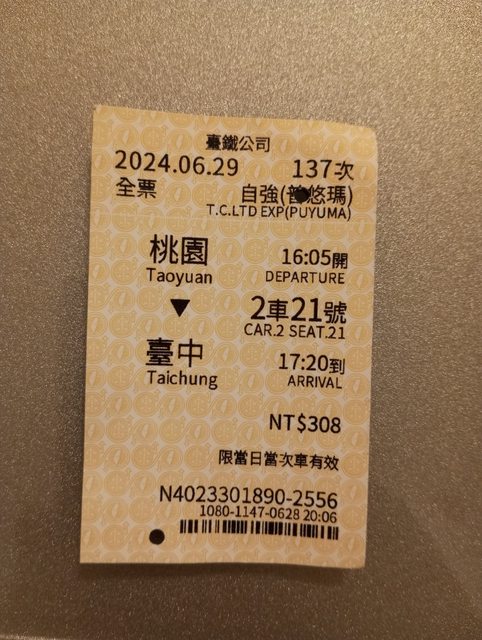 臺鐵公司
2024.06.29 137次
全票 自強(普悠瑪)
T.C.LTD EXP(PUYUMA)
桃園 16:05開
Taoyuan DEPARTURE
2車21號
CAR.2 SEAT.21
臺中 17:20到
Taichung ARRIVAL
NT$308
限當日當次車有效
N4023301890-2556
1080-1147-0628 20:06